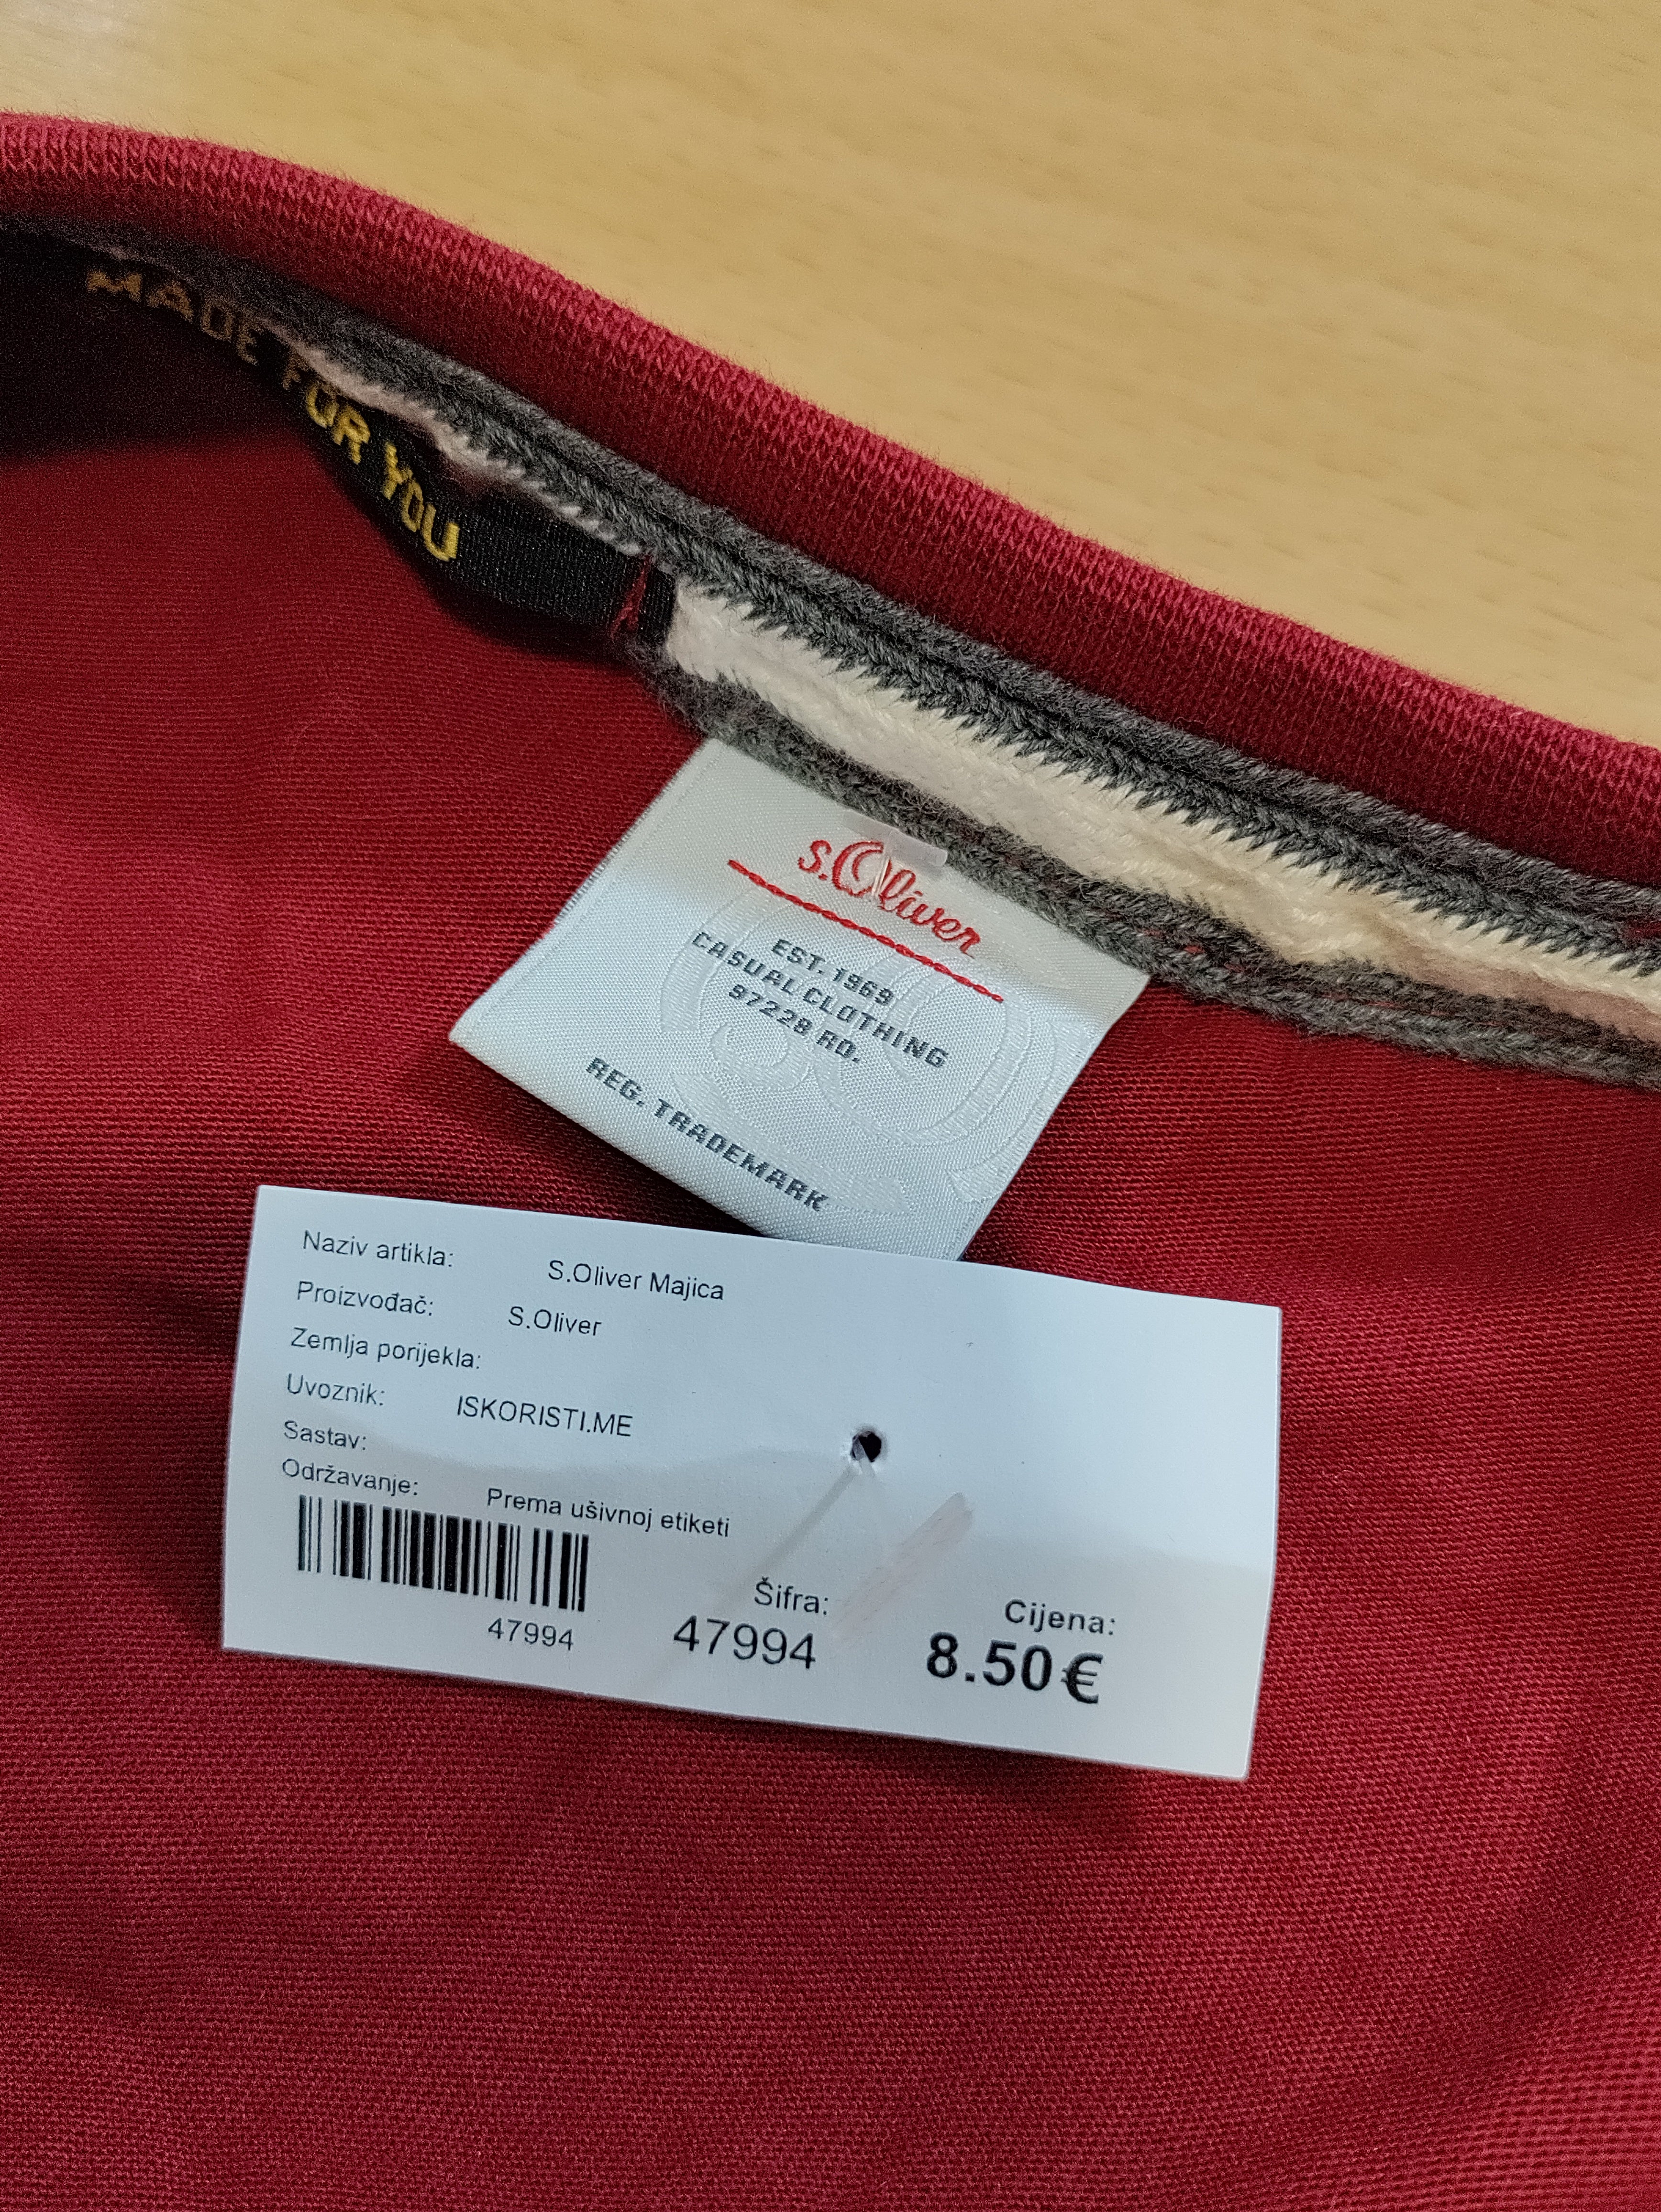 MADE FOR YOU
s.Oliver
EST. 1969
CASUAL CLOTHING
97228 RO.
REG. TRADEMARK
Naziv artikla: S.Oliver Majica
Proizvođač: S.Oliver
Zemlja porijekla:
Uvoznik: ISKORISTI.ME
Sastav:
Održavanje: Prema ušivnoj etiketi
47994
Šifra:
47994
Cijena:
8.50€